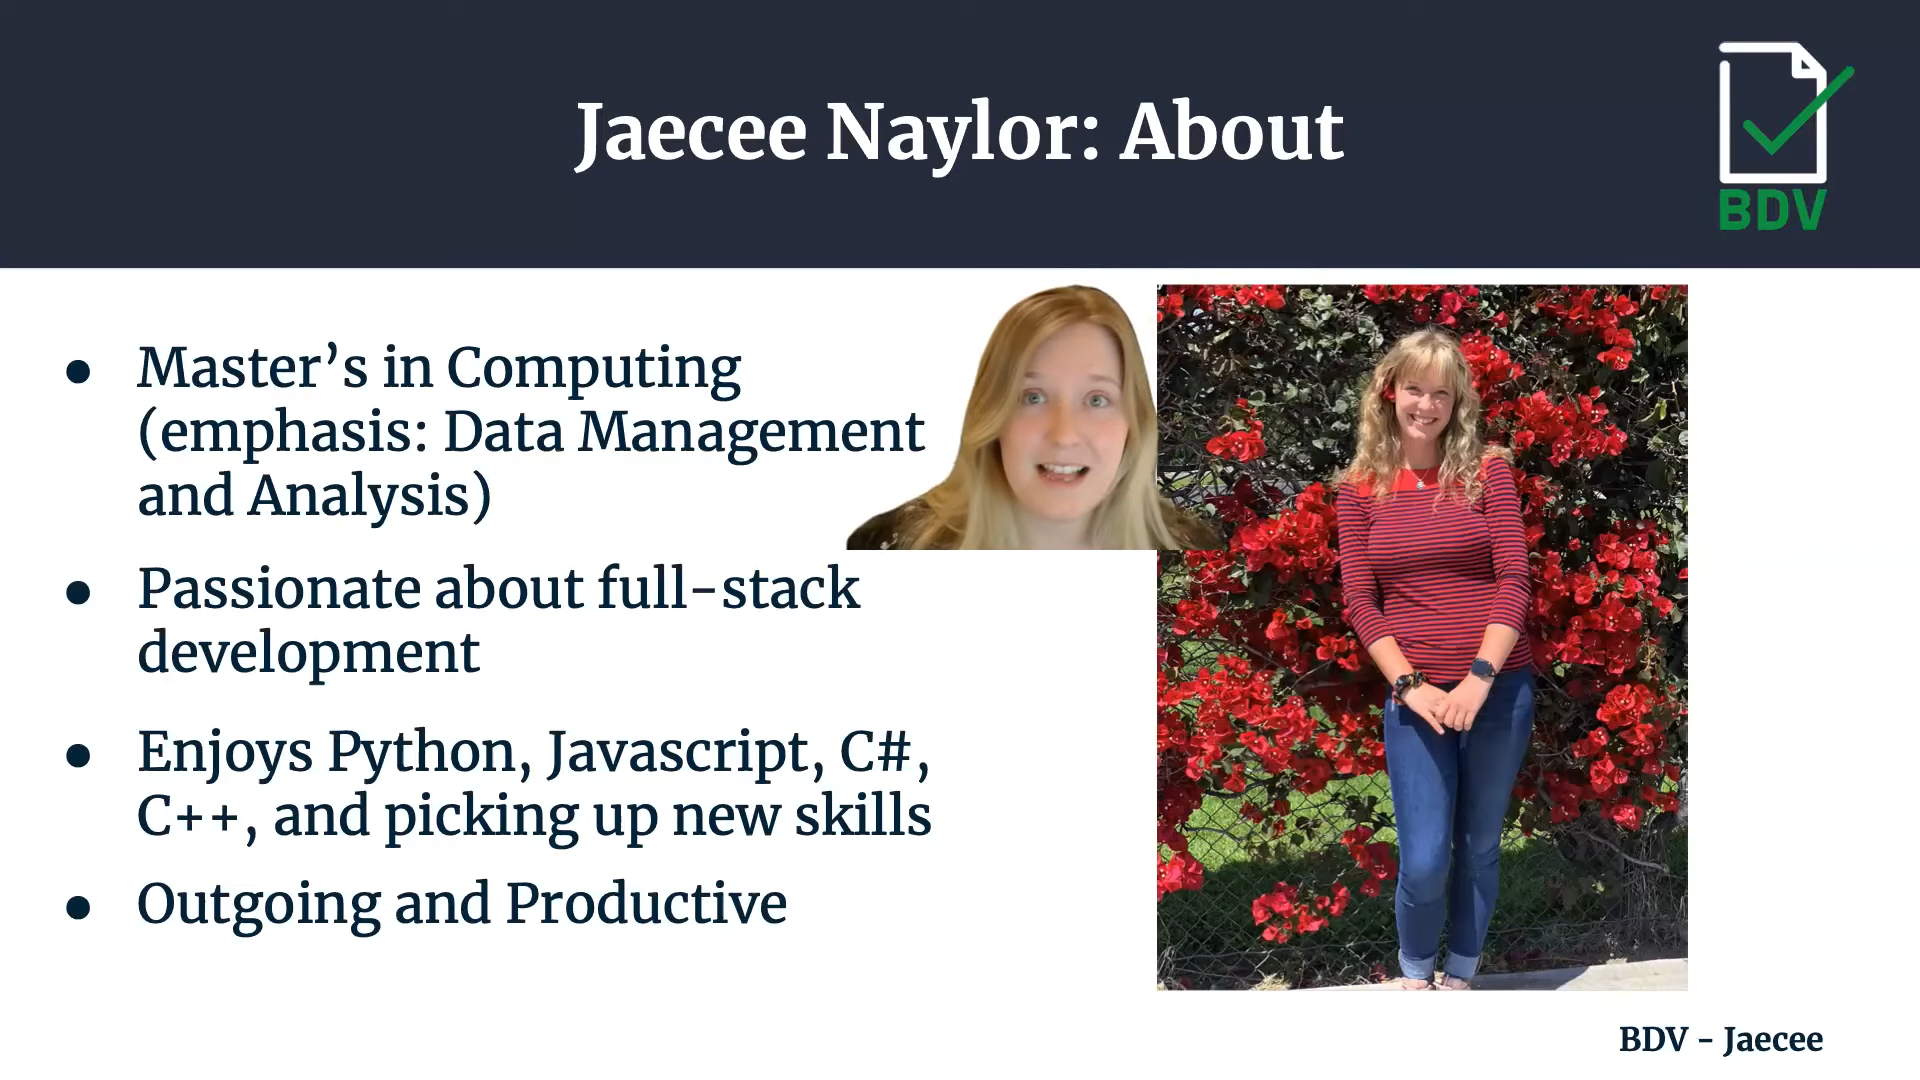 Jaecee Naylor: About
BDV
● Master’s in Computing
(emphasis: Data Management
and Analysis)
● Passionate about full-stack
development
● Enjoys Python, Javascript, C#,
C++, and picking up new skills
● Outgoing and Productive
BDV - Jaecee